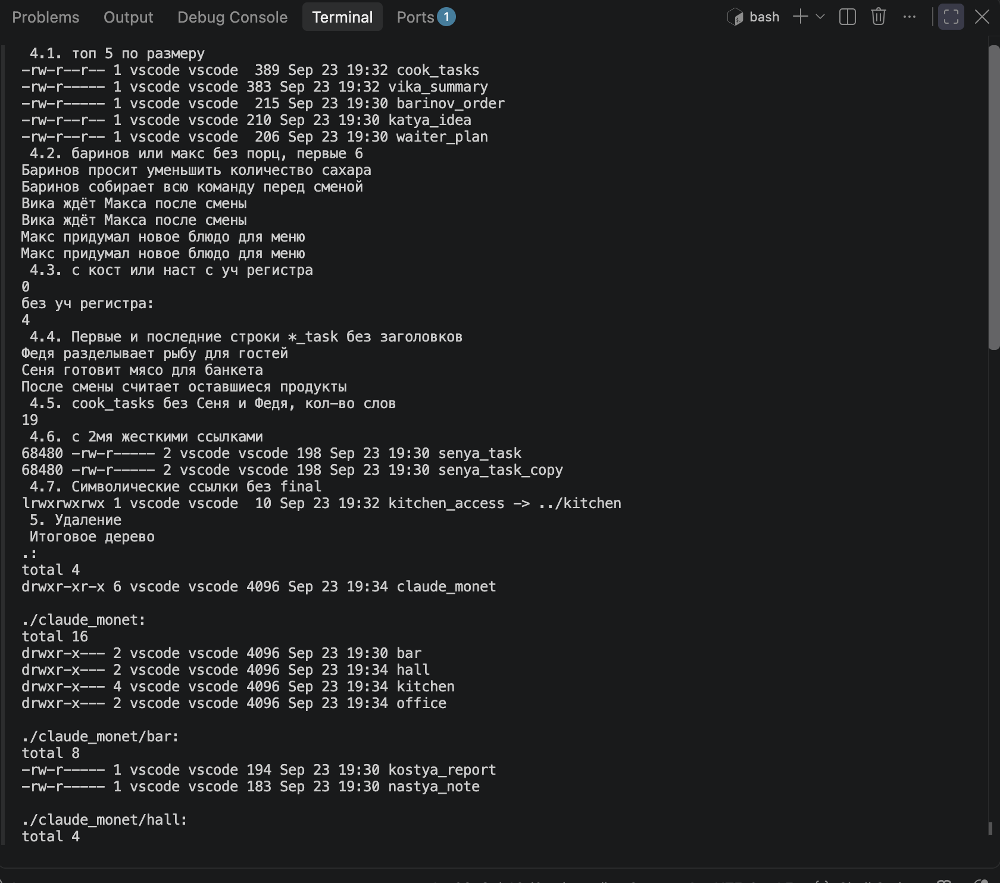 Problems Output Debug Console Terminal Ports 1 bash
4.1. топ 5 по размеру
-rw-r--r-- 1 vscode vscode  389 Sep 23 19:32 cook_tasks
-rw-r----- 1 vscode vscode 383 Sep 23 19:32 vika_summary
-rw-r----- 1 vscode vscode  215 Sep 23 19:30 barinov_order
-rw-r--r-- 1 vscode vscode 210 Sep 23 19:30 katya_idea
-rw-r--r-- 1 vscode vscode  206 Sep 23 19:30 waiter_plan
4.2. баринов или макс без порц, первые 6
Баринов просит уменьшить количество сахара
Баринов собирает всю команду перед сменой
Вика ждёт Макса после смены
Вика ждёт Макса после смены
Макс придумал новое блюдо для меню
Макс придумал новое блюдо для меню
4.3. с кост или наст с уч регистра
0
без уч регистра:
4
4.4. Первые и последние строки *_task без заголовков
Федя разделывает рыбу для гостей
Сеня готовит мясо для банкета
После смены считает оставшиеся продукты
4.5. cook_tasks без Сеня и Федя, кол-во слов
19
4.6. с 2мя жесткими ссылками
68480 -rw-r----- 2 vscode vscode 198 Sep 23 19:30 senya_task
68480 -rw-r----- 2 vscode vscode 198 Sep 23 19:30 senya_task_copy
4.7. Символические ссылки без final
lrwxrwxrwx 1 vscode vscode  10 Sep 23 19:32 kitchen_access -> ../kitchen
5. Удаление
Итоговое дерево
.:
total 4
drwxr-xr-x 6 vscode vscode 4096 Sep 23 19:34 claude_monet
./claude_monet:
total 16
drwxr-x--- 2 vscode vscode 4096 Sep 23 19:30 bar
drwxr-x--- 2 vscode vscode 4096 Sep 23 19:34 hall
drwxr-x--- 4 vscode vscode 4096 Sep 23 19:34 kitchen
drwxr-x--- 2 vscode vscode 4096 Sep 23 19:34 office
./claude_monet/bar:
total 8
-rw-r----- 1 vscode vscode 194 Sep 23 19:30 kostya_report
-rw-r----- 1 vscode vscode 183 Sep 23 19:30 nastya_note
./claude_monet/hall:
total 4